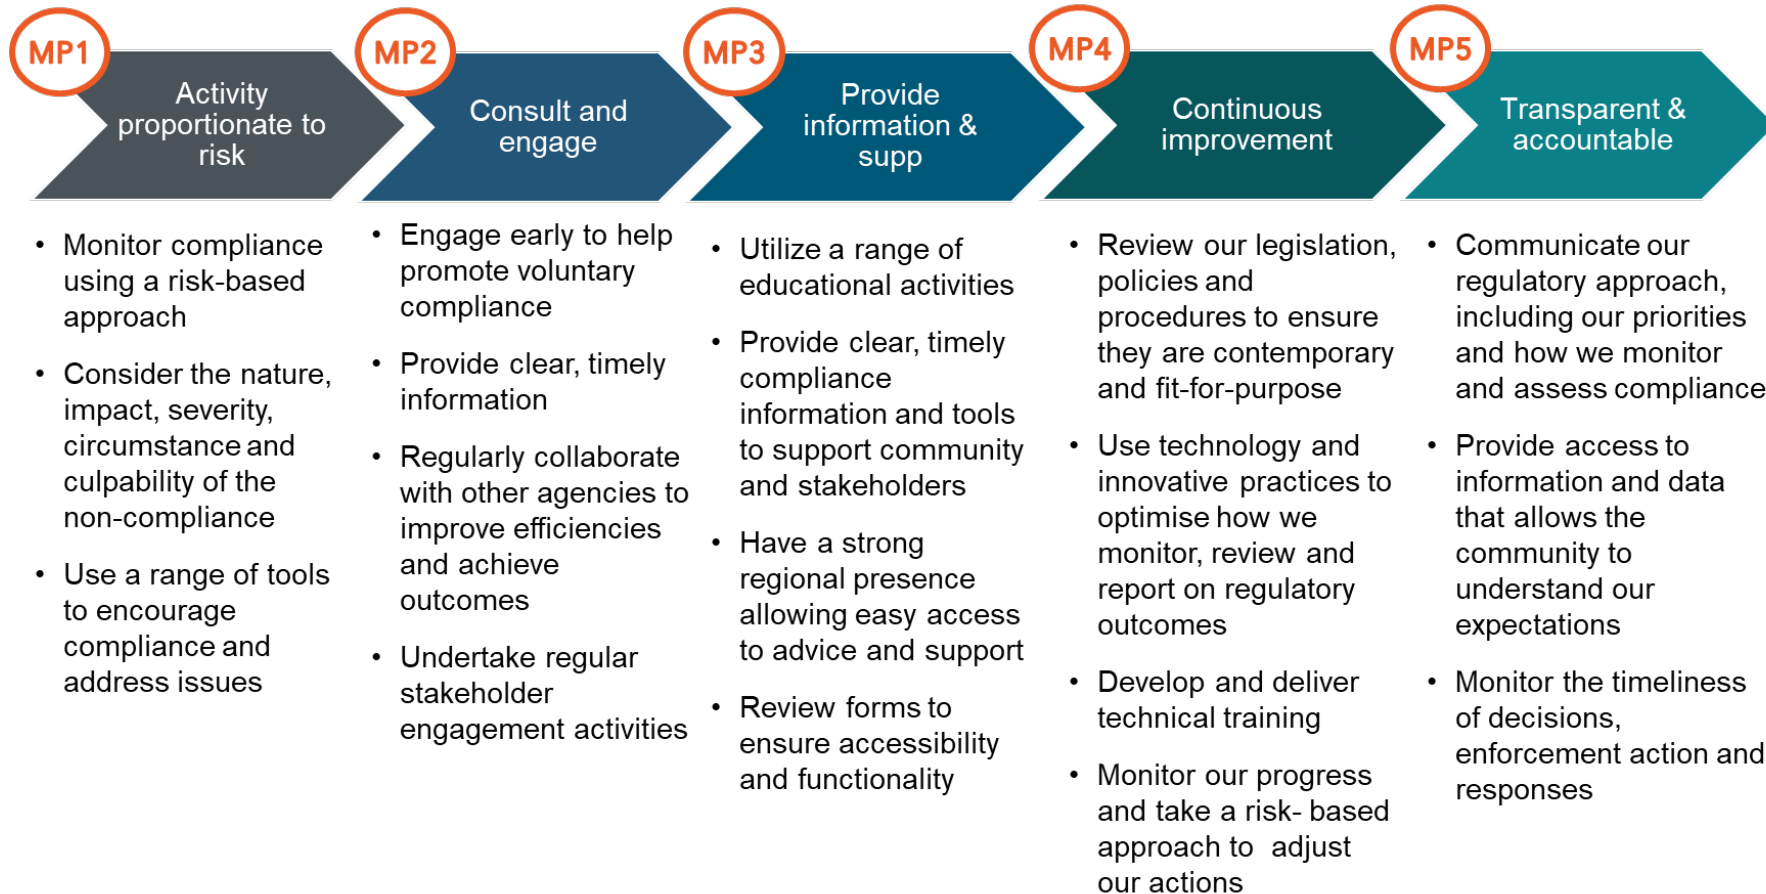 MP1
Activity
proportionate to
risk
• Monitor compliance
using a risk-based
approach
• Consider the nature,
impact, severity,
circumstance and
culpability of the
non-compliance
• Use a range of tools
to encourage
compliance and
address issues
MP2
Consult and
engage
• Engage early to help
promote voluntary
compliance
• Provide clear, timely
information
• Regularly collaborate
with other agencies to
improve efficiencies
and achieve
outcomes
• Undertake regular
stakeholder
engagement activities
MP3
Provide
information &
supp
• Utilize a range of
educational activities
• Provide clear, timely
compliance
information and tools
to support community
and stakeholders
• Have a strong
regional presence
allowing easy access
to advice and support
• Review forms to
ensure accessibility
and functionality
MP4
Continuous
improvement
• Review our legislation,
policies and
procedures to ensure
they are contemporary
and fit-for-purpose
• Use technology and
innovative practices to
optimise how we
monitor, review and
report on regulatory
outcomes
• Develop and deliver
technical training
• Monitor our progress
and take a risk- based
approach to adjust
our actions
MP5
Transparent &
accountable
• Communicate our
regulatory approach,
including our priorities
and how we monitor
and assess compliance
• Provide access to
information and data
that allows the
community to
understand our
expectations
• Monitor the timeliness
of decisions,
enforcement action and
responses